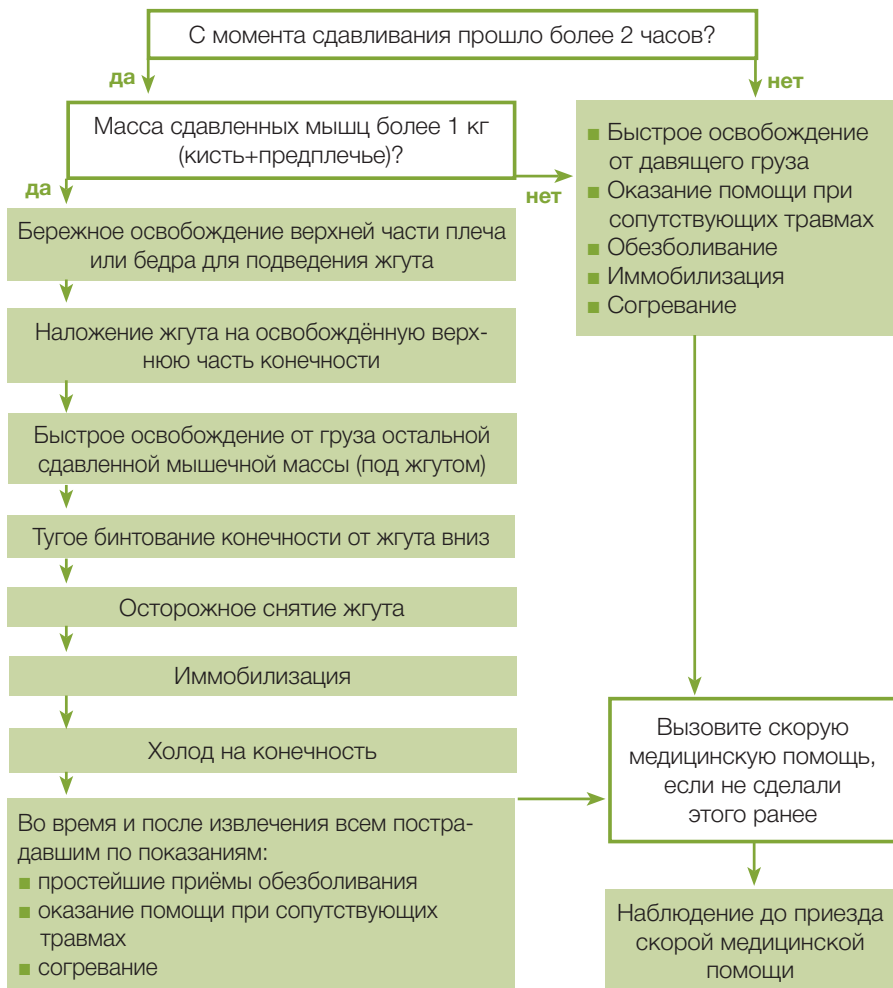 С момента сдавливания прошло более 2 часов?
да
нет
Масса сдавленных мышц более 1 кг
(кисть+предплечье)?
да
нет
■ Быстрое освобождение
от давящего груза
■ Оказание помощи при
сопутствующих травмах
■ Обезболивание
■ Иммобилизация
■ Согревание
Бережное освобождение верхней части плеча
или бедра для подведения жгута
Наложение жгута на освобождённую верх-
нюю часть конечности
Быстрое освобождение от груза остальной
сдавленной мышечной массы (под жгутом)
Тугое бинтование конечности от жгута вниз
Осторожное снятие жгута
Иммобилизация
Холод на конечность
Во время и после извлечения всем постра-
давшим по показаниям:
■ простейшие приёмы обезболивания
■ оказание помощи при сопутствующих
травмах
■ согревание
Вызовите скорую
медицинскую помощь,
если не сделали
этого ранее
Наблюдение до приезда
скорой медицинской
помощи